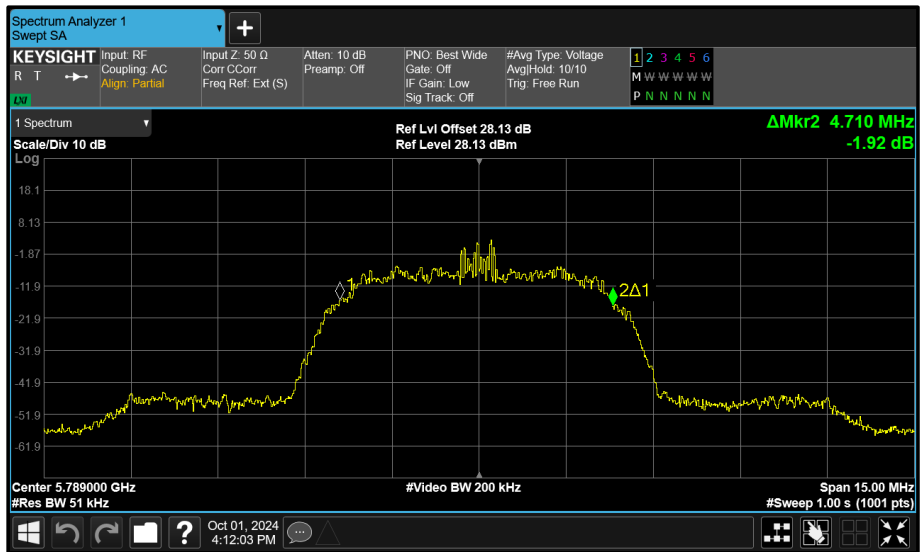 Spectrum Analyzer 1
Swept SA
+
KEYSIGHT
R T
LXI
Input: RF
Coupling: AC
Align: Partial
Input Z: 50 Ω
Corr CCorr
Freq Ref: Ext (S)
Atten: 10 dB
Preamp: Off
PNO: Best Wide
Gate: Off
IF Gain: Low
Sig Track: Off
#Avg Type: Voltage
Avg|Hold: 10/10
Trig: Free Run
1 2 3 4 5 6
M W W W W W
P N N N N N
1 Spectrum
Scale/Div 10 dB
Ref Lvl Offset 28.13 dB
Ref Level 28.13 dBm
ΔMkr2 4.710 MHz
-1.92 dB
Log
18.1
8.13
-1.87
-11.9
-21.9
-31.9
-41.9
-51.9
-61.9
1
2Δ1
Center 5.789000 GHz
#Res BW 51 kHz
#Video BW 200 kHz
Span 15.00 MHz
#Sweep 1.00 s (1001 pts)
?
Oct 01, 2024
4:12:03 PM